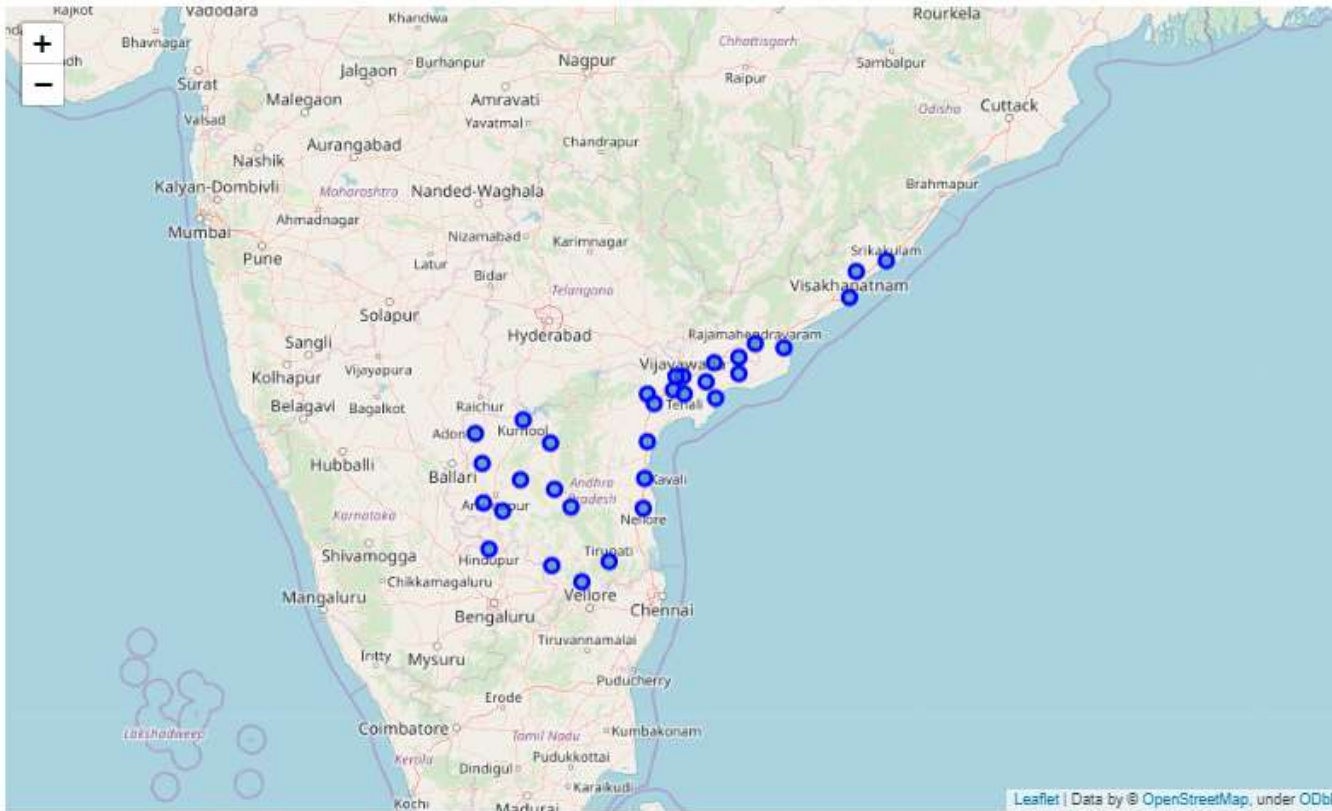 Rajkot
Vadodara
Khandwa
Rourkela
+
Bhavnagar
Nagpur
Chhattisgarh
−
Surat
Jalgaon
Burhanpur
Raipur
Sambalpur
Malegaon
Amravati
Cuttack
Valsad
Yavatmal
Odisha
Nashik
Aurangabad
Chandrapur
Kalyan-Dombivli
Maharashtra
Nanded-Waghala
Brahmapur
Mumbai
Ahmadnagar
Nizamabad
Karimnagar
Srikakulam
Pune
Latur
Bidar
Telangana
Visakhapatnam
Solapur
Hyderabad
Rajamahendravaram
Sangli
Kolhapur
Vijayapura
Belagavi
Bagalkot
Raichur
Tenali
Kurnool
Hubballi
Ballari
Andhra
Pradesh
Kavali
Karnataka
Nellore
Shivamogga
Hindupur
Tirupati
Chikkamagaluru
Mangaluru
Bengaluru
Vellore
Chennai
Tiruvannamalai
Iritty
Mysuru
Puducherry
Erode
Lakshadweep
Coimbatore
Tamil Nadu
Kumbakonam
Kerala
Dindigul
Pudukkottai
Karaikudi
Kochi
Madurai
Leaflet | Data by © OpenStreetMap, under ODbL